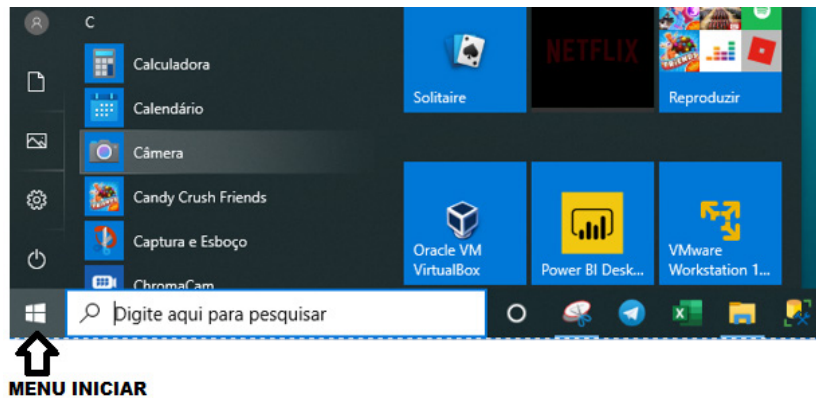 C
Calculadora
Calendário
Câmera
Candy Crush Friends
Captura e Esboço
ChromaCam
Solitaire
NETFLIX
Reproduzir
Oracle VM
VirtualBox
Power BI Desk...
VMware
Workstation 1...
Digite aqui para pesquisar
MENU INICIAR